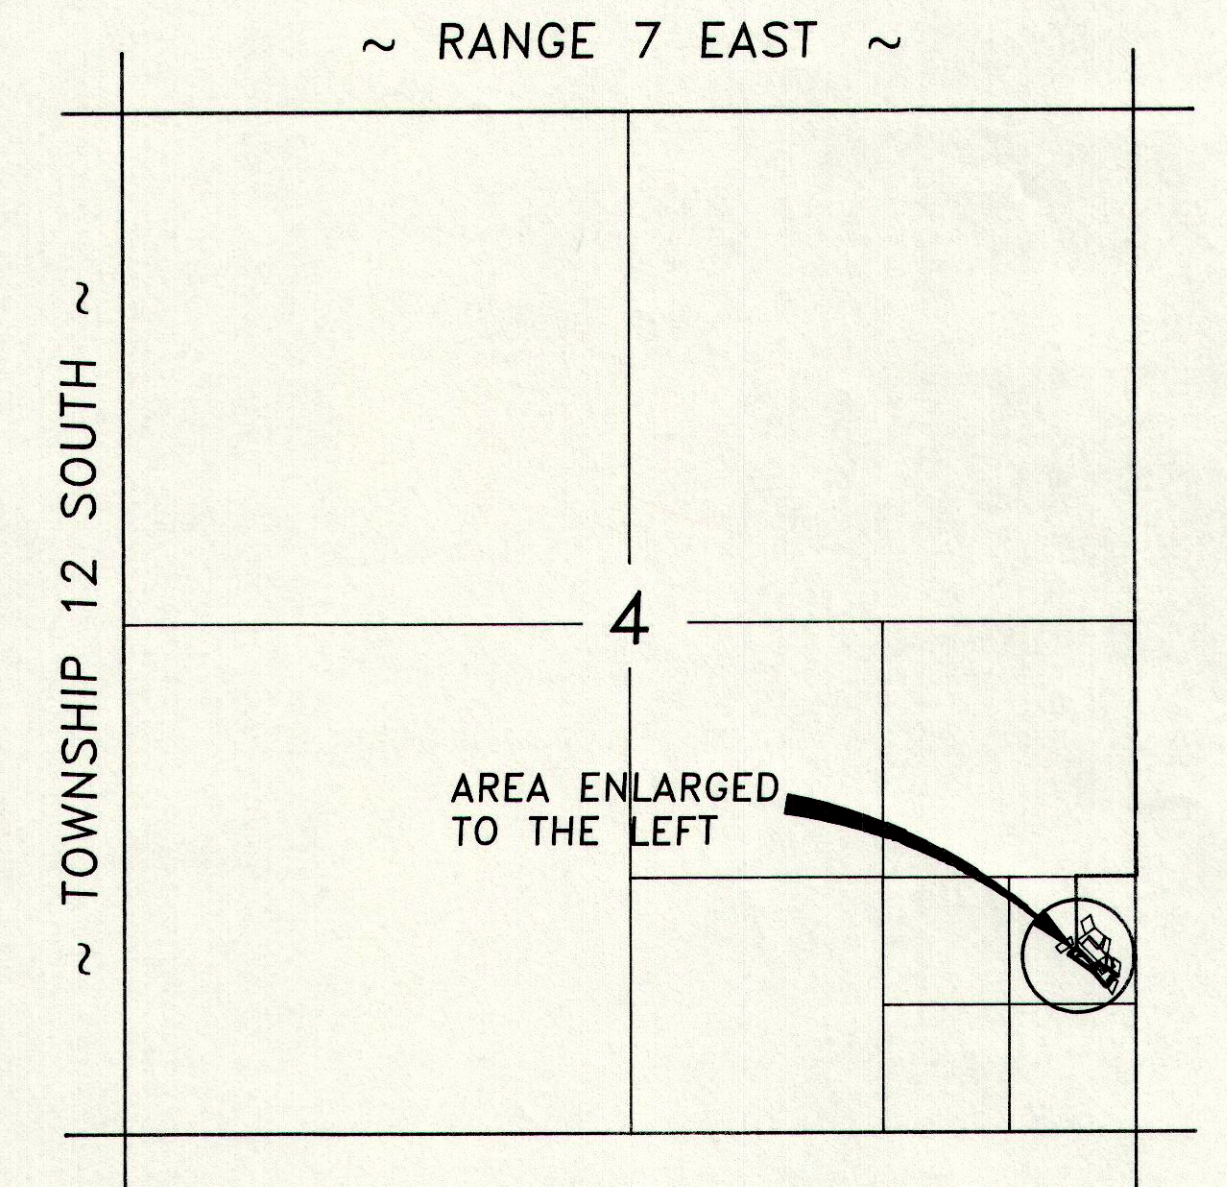 ~ RANGE 7 EAST ~
~ TOWNSHIP 12 SOUTH ~
4
AREA ENLARGED
TO THE LEFT